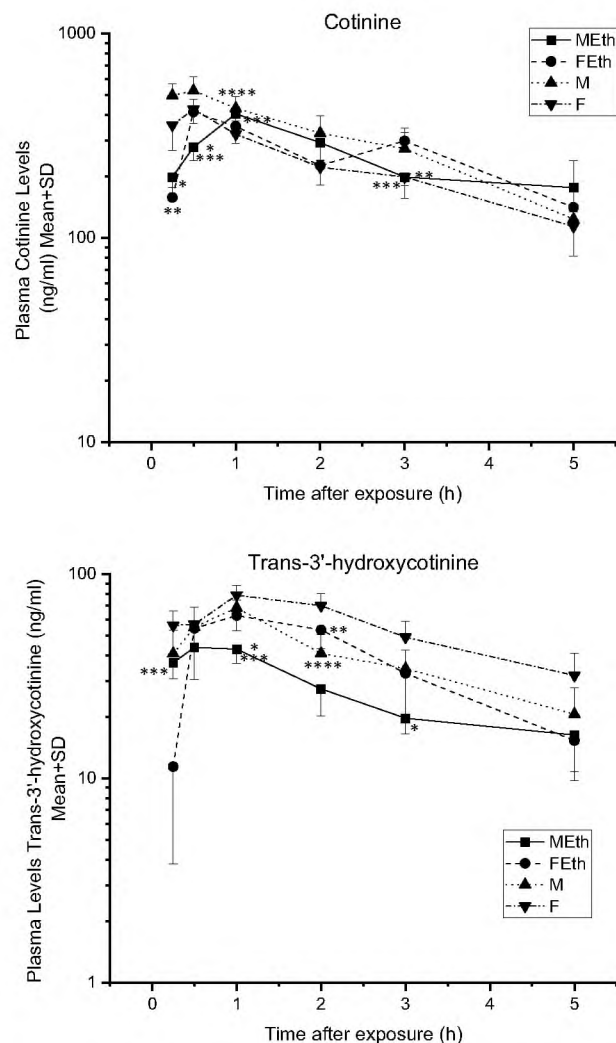 Cotinine
1000
100
10
Plasma Cotinine Levels
(ng/ml) Mean+SD
MEth
FEth
M
F
****
***
*
***
*
**
***
**
0 1 2 3 4 5
Time after exposure (h)
Trans-3'-hydroxycotinine
100
10
1
Plasma Levels Trans-3'-hydroxycotinine (ng/ml)
Mean+SD
***
*
***
**
****
*
MEth
FEth
M
F
0 1 2 3 4 5
Time after exposure (h)